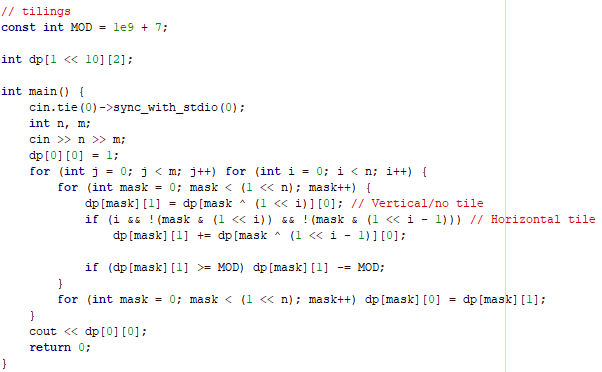 // tilings
const int MOD = 1e9 + 7;

int dp[1 << 10][2];

int main() {
    cin.tie(0)->sync_with_stdio(0);
    int n, m;
    cin >> n >> m;
    dp[0][0] = 1;
    for (int j = 0; j < m; j++) for (int i = 0; i < n; i++) {
        for (int mask = 0; mask < (1 << n); mask++) {
            dp[mask][1] = dp[mask ^ (1 << i)][0]; // Vertical/no tile
            if (i && !(mask & (1 << i)) && !(mask & (1 << i - 1))) // Horizontal tile
                dp[mask][1] += dp[mask ^ (1 << i - 1)][0];

            if (dp[mask][1] >= MOD) dp[mask][1] -= MOD;
        }
        for (int mask = 0; mask < (1 << n); mask++) dp[mask][0] = dp[mask][1];
    }
    cout << dp[0][0];
    return 0;
}